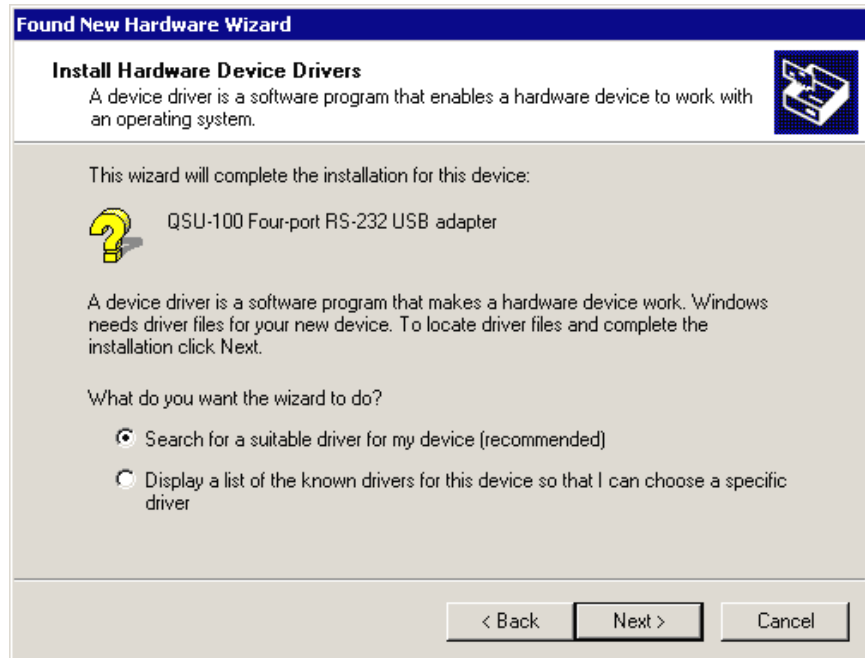 Found New Hardware Wizard
Install Hardware Device Drivers
A device driver is a software program that enables a hardware device to work with
an operating system.
This wizard will complete the installation for this device:
QSU-100 Four-port RS-232 USB adapter
A device driver is a software program that makes a hardware device work. Windows
needs driver files for your new device. To locate driver files and complete the
installation click Next.
What do you want the wizard to do?
Search for a suitable driver for my device (recommended)
Display a list of the known drivers for this device so that I can choose a specific
driver
< Back Next > Cancel